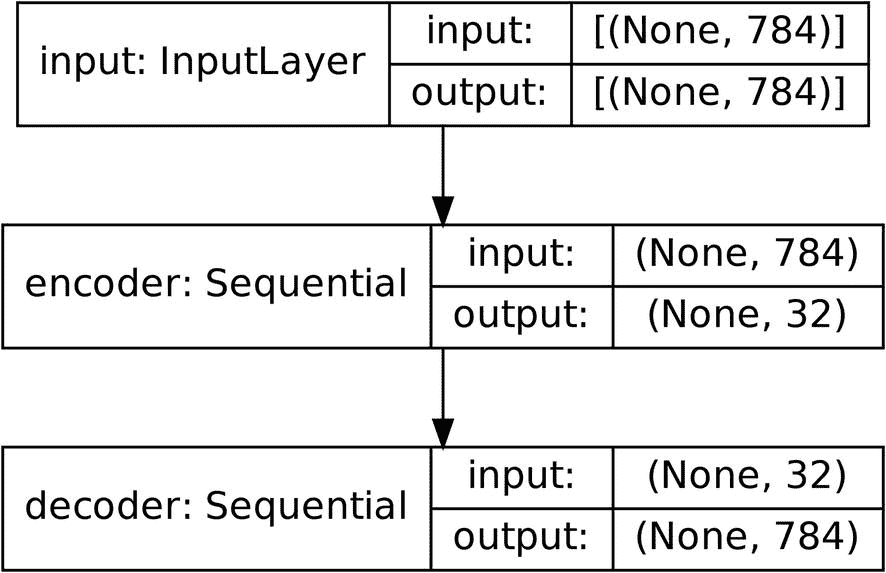 input: InputLayer
input: [(None, 784)]
output: [(None, 784)]
encoder: Sequential
input: (None, 784)
output: (None, 32)
decoder: Sequential
input: (None, 32)
output: (None, 784)